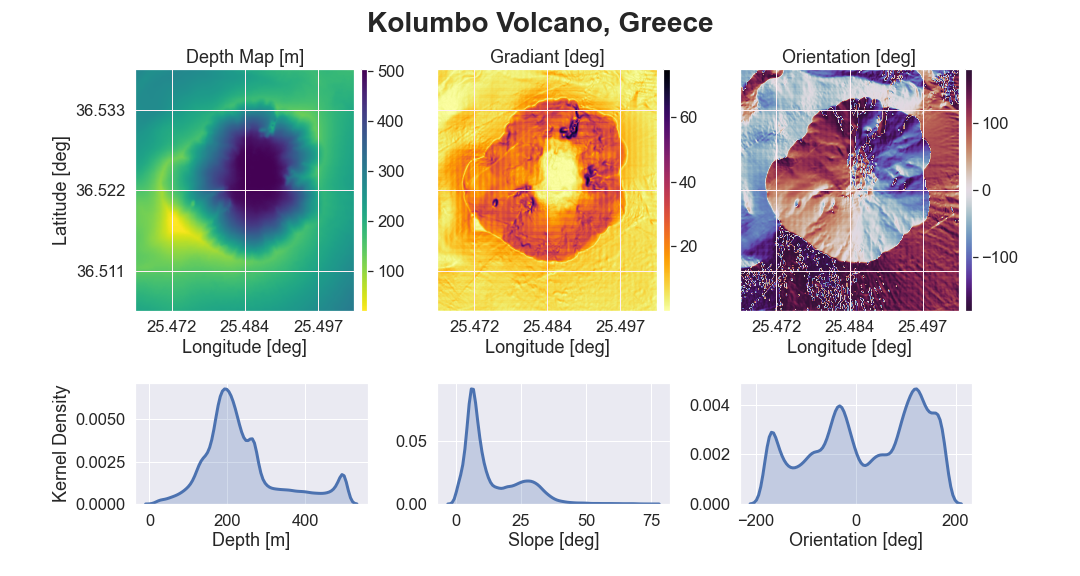 Kolumbo Volcano, Greece
Depth Map [m]
Gradiant [deg]
Orientation [deg]
Latitude [deg]
36.533
36.522
36.511
25.472 25.484 25.497
Longitude [deg]
500
400
300
200
100
25.472 25.484 25.497
Longitude [deg]
60
40
20
25.472 25.484 25.497
Longitude [deg]
100
0
−100
Kernel Density
0.0050
0.0025
0.0000
0 200 400
Depth [m]
0.05
0.00
0 25 50 75
Slope [deg]
0.004
0.002
0.000
−200 0 200
Orientation [deg]